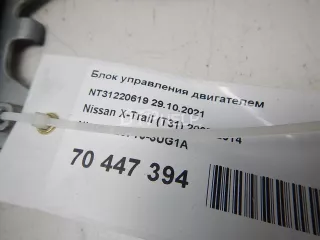 Блок управления двигателем
NT31220619 29.10.2021
Nissan X-Trail (T31)
70 447 394